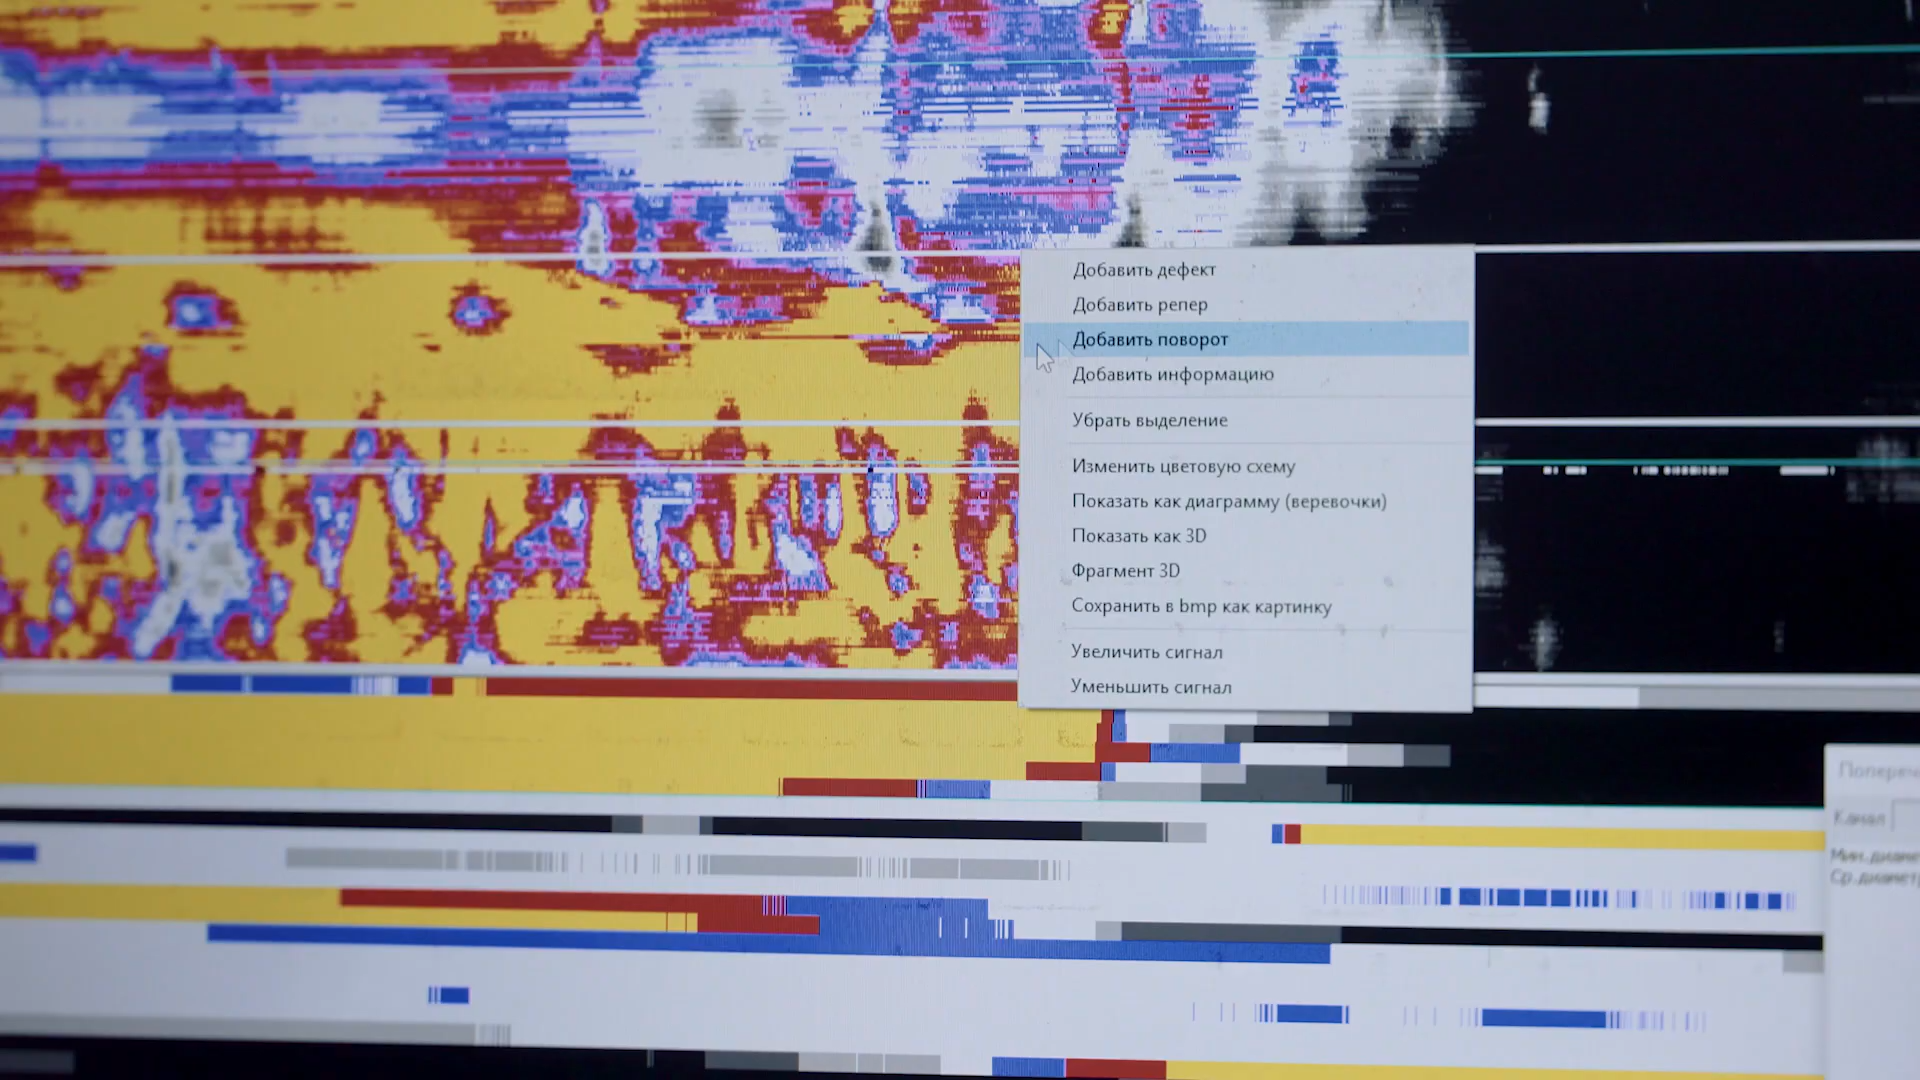 Добавить дефект
Добавить репер
Добавить поворот
Добавить информацию
Убрать выделение
Изменить цветовую схему
Показать как диаграмму (веревочки)
Показать как 3D
Фрагмент 3D
Сохранить в bmp как картинку
Увеличить сигнал
Уменьшить сигнал
Канал